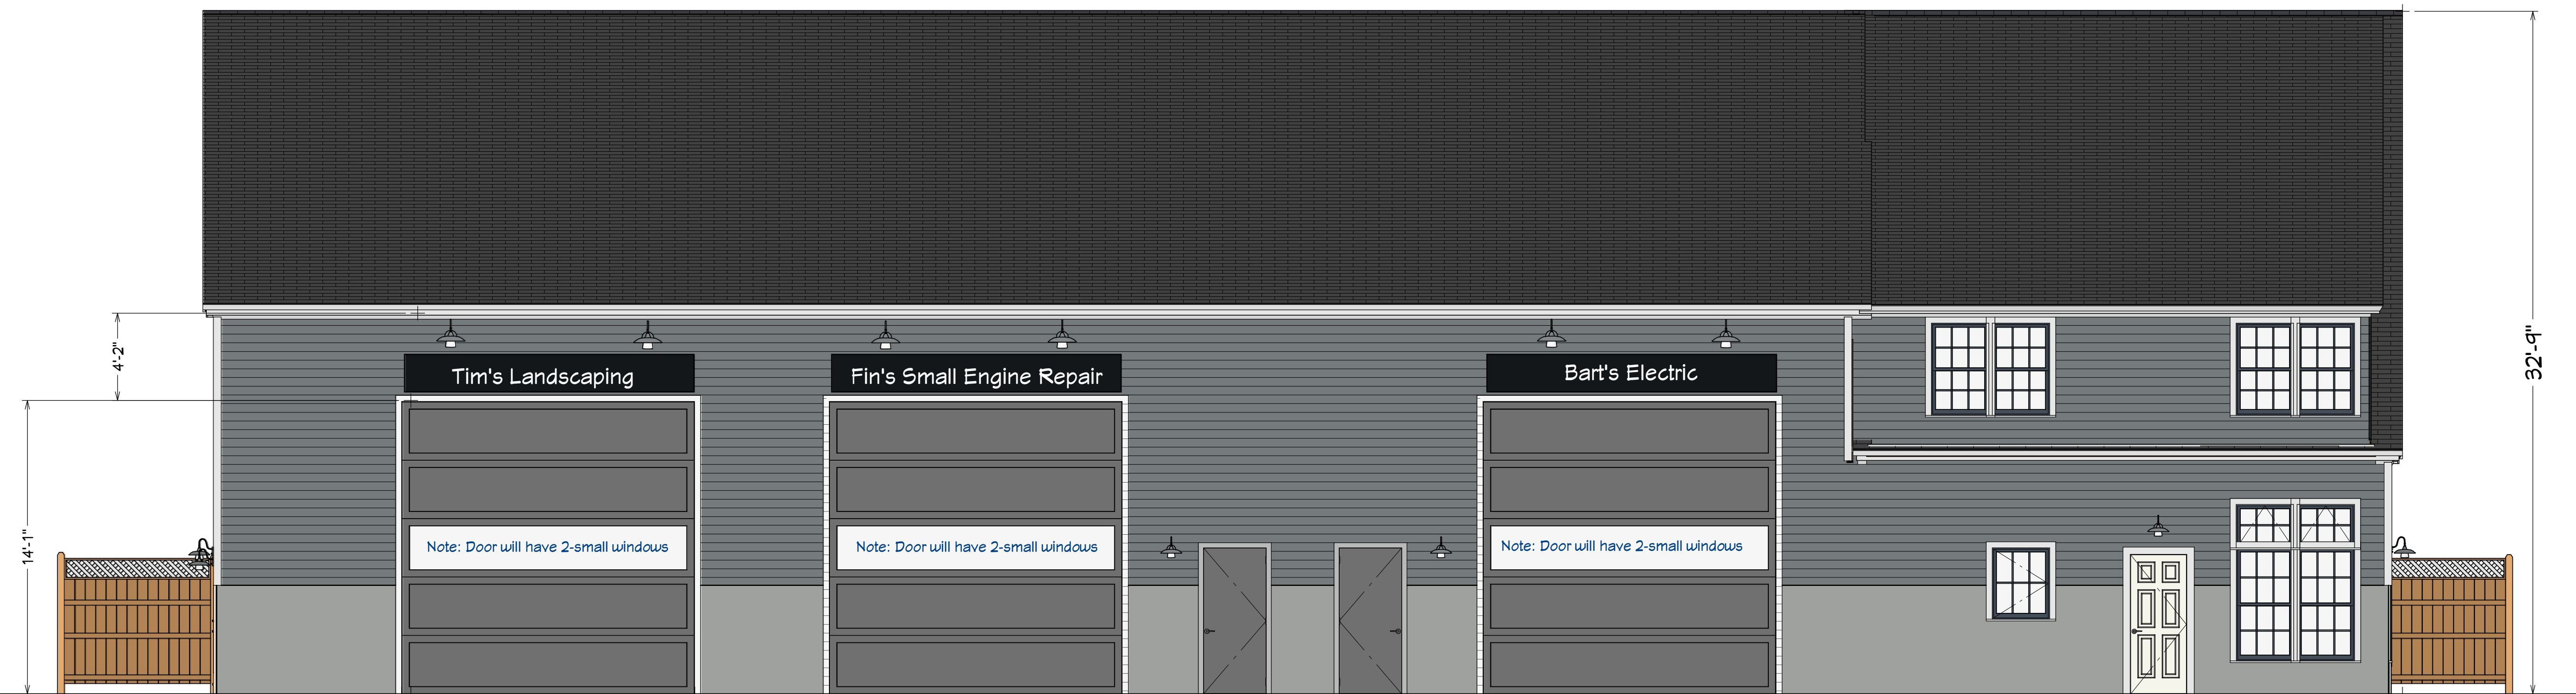 32'-9"
4'-2"
Tim's Landscaping
Fin's Small Engine Repair
Bart's Electric
14'-1"
Note: Door will have 2-small windows
Note: Door will have 2-small windows
Note: Door will have 2-small windows